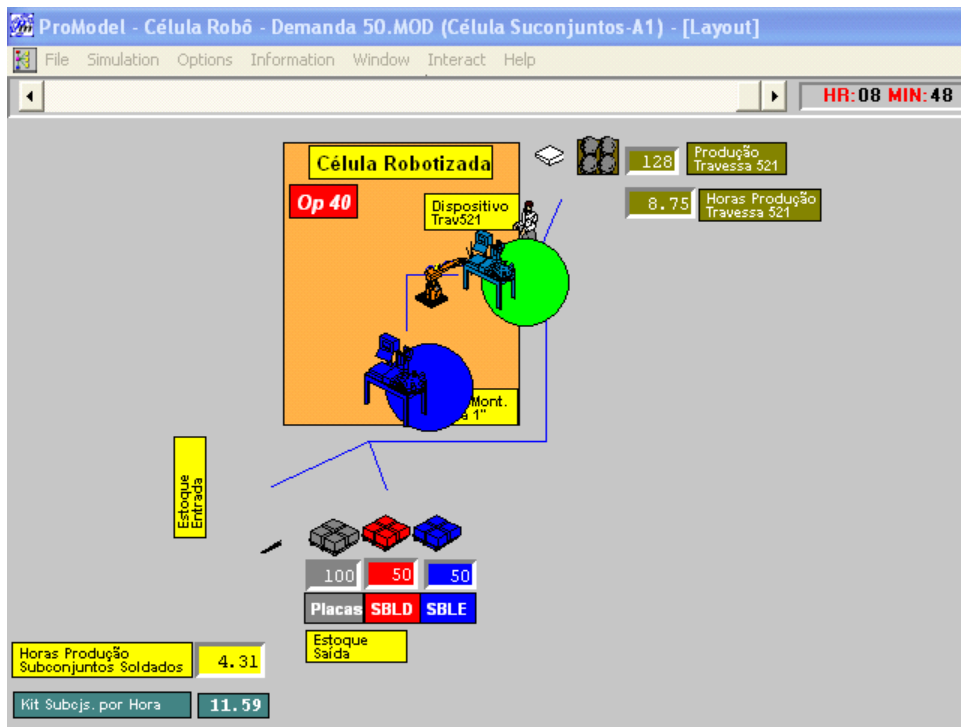 ProModel - Célula Robô - Demanda 50.MOD (Célula Suconjuntos-A1) - [Layout]
File Simulation Options Information Window Interact Help
HR:08 MIN:48
Célula Robotizada
Op 40
Dispositivo
Trav521
128
Produção
Travessa 521
8.75
Horas Produção
Travessa 521
Mont.
1"
Estoque
Entrada
100 50 50
Placas SBLD SBLE
Estoque
Saída
Horas Produção
Subconjuntos Soldados
4.31
Kit Subcjs. por Hora
11.59